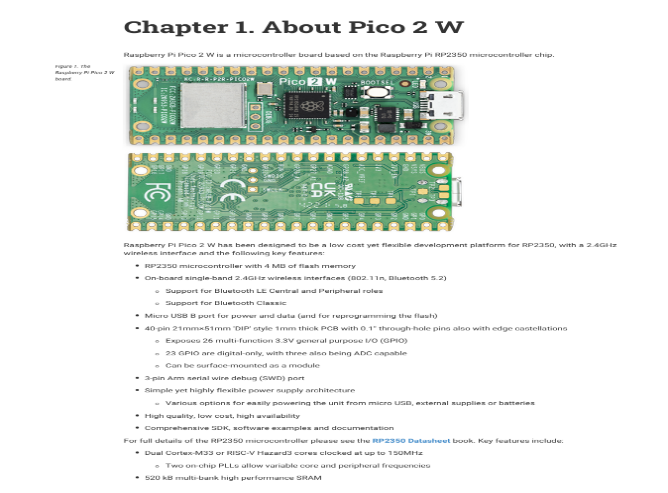 Chapter 1. About Pico 2 W
Raspberry Pi Pico 2 W is a microcontroller board based on the Raspberry Pi RP2350 microcontroller chip.
Figure 1. The
Raspberry Pi Pico 2 W
board.
Pico 2 W
BOOTSEL
FC
CE
UK
CA
Raspberry Pi Pico 2 W has been designed to be a low cost yet flexible development platform for RP2350, with a 2.4GHz
wireless interface and the following key features:
• RP2350 microcontroller with 4 MB of flash memory
• On-board single-band 2.4GHz wireless interfaces (802.11n, Bluetooth 5.2)
◦ Support for Bluetooth LE Central and Peripheral roles
◦ Support for Bluetooth Classic
• Micro USB B port for power and data (and for reprogramming the flash)
• 40-pin 21mm×51mm 'DIP' style 1mm thick PCB with 0.1" through-hole pins also with edge castellations
◦ Exposes 26 multi-function 3.3V general purpose I/O (GPIO)
◦ 23 GPIO are digital-only, with three also being ADC capable
◦ Can be surface-mounted as a module
• 3-pin Arm serial wire debug (SWD) port
• Simple yet highly flexible power supply architecture
◦ Various options for easily powering the unit from micro USB, external supplies or batteries
• High quality, low cost, high availability
• Comprehensive SDK, software examples and documentation
For full details of the RP2350 microcontroller please see the RP2350 Datasheet book. Key features include:
• Dual Cortex-M33 or RISC-V Hazard3 cores clocked at up to 150MHz
◦ Two on-chip PLLs allow variable core and peripheral frequencies
• 520 kB multi-bank high performance SRAM